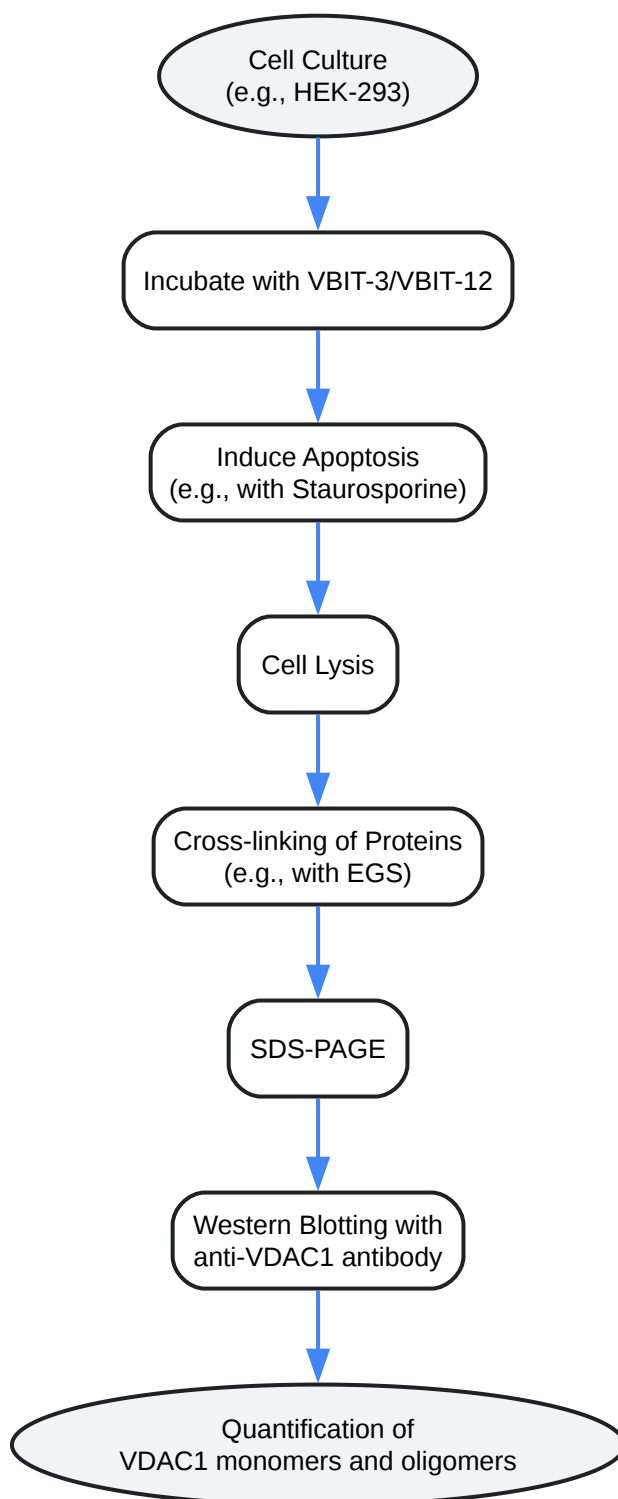 Cell Culture
(e.g., HEK-293)
Incubate with VBIT-3/VBIT-12
Induce Apoptosis
(e.g., with Staurosporine)
Cell Lysis
Cross-linking of Proteins
(e.g., with EGS)
SDS-PAGE
Western Blotting with
anti-VDAC1 antibody
Quantification of
VDAC1 monomers and oligomers